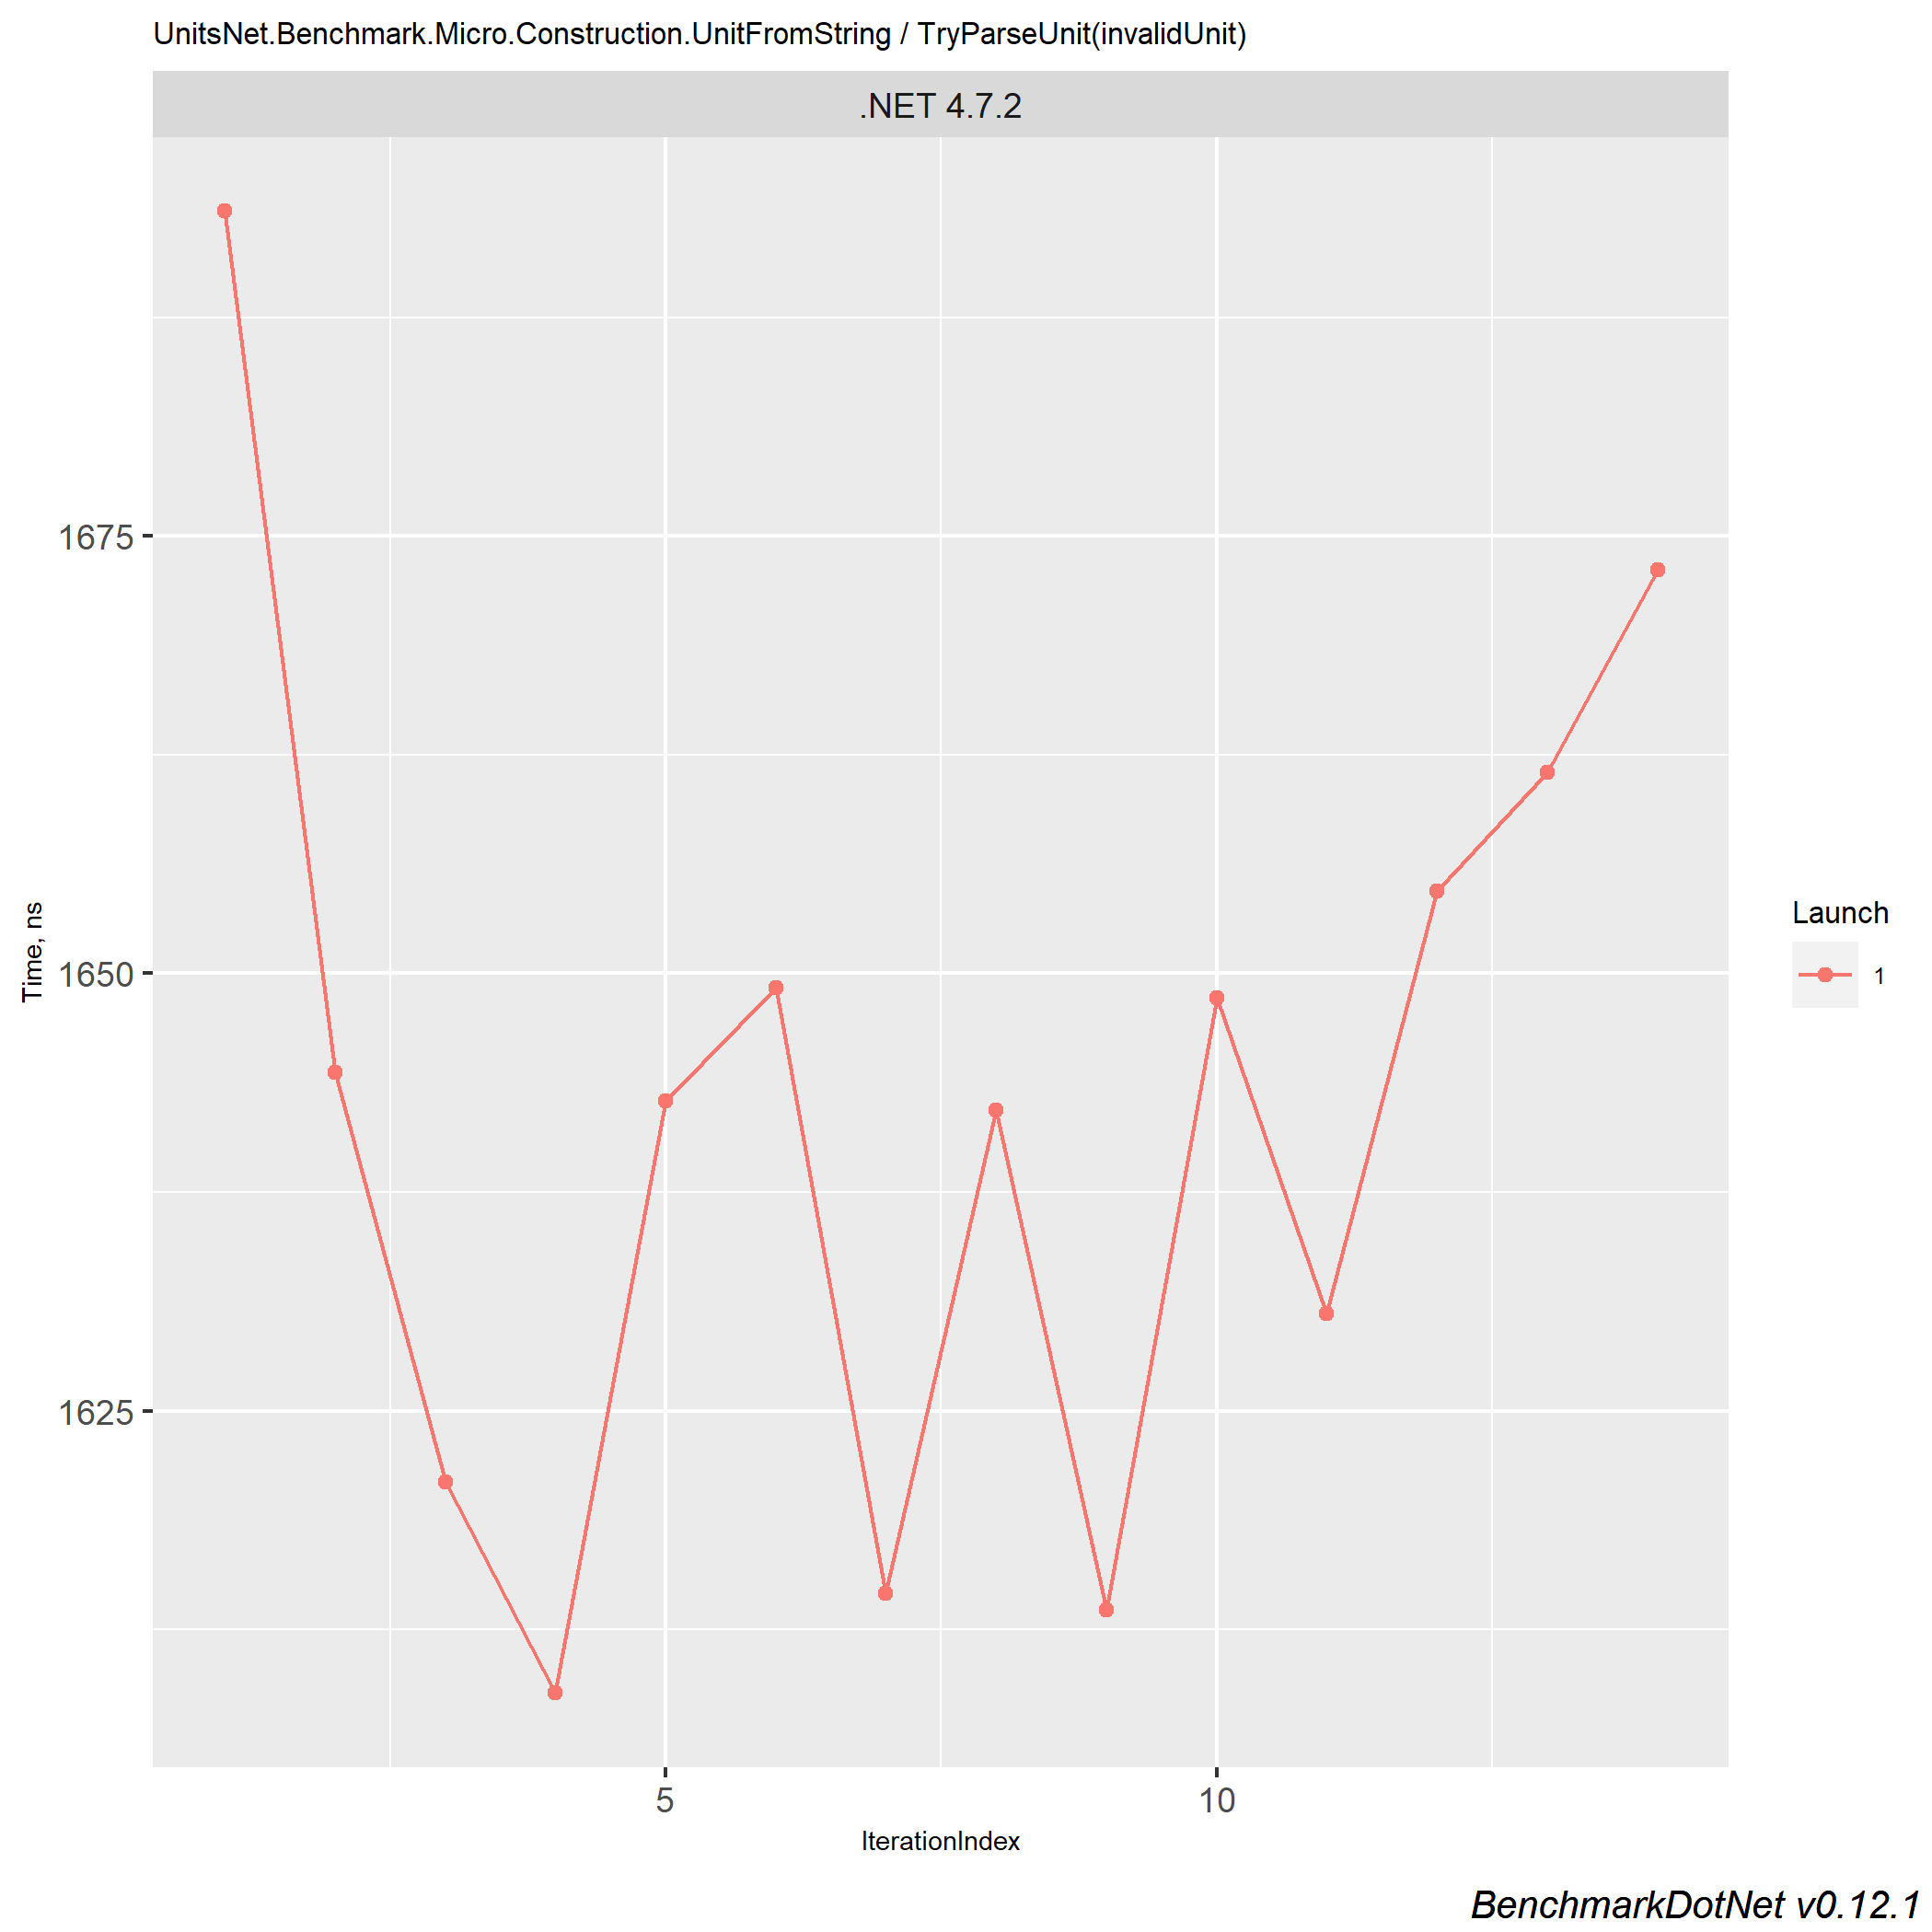 UnitsNet.Benchmark.Micro.Construction.UnitFromString / TryParseUnit(invalidUnit)
.NET 4.7.2
1675
1650
1625
Time, ns
5
10
IterationIndex
Launch
1
BenchmarkDotNet v0.12.1